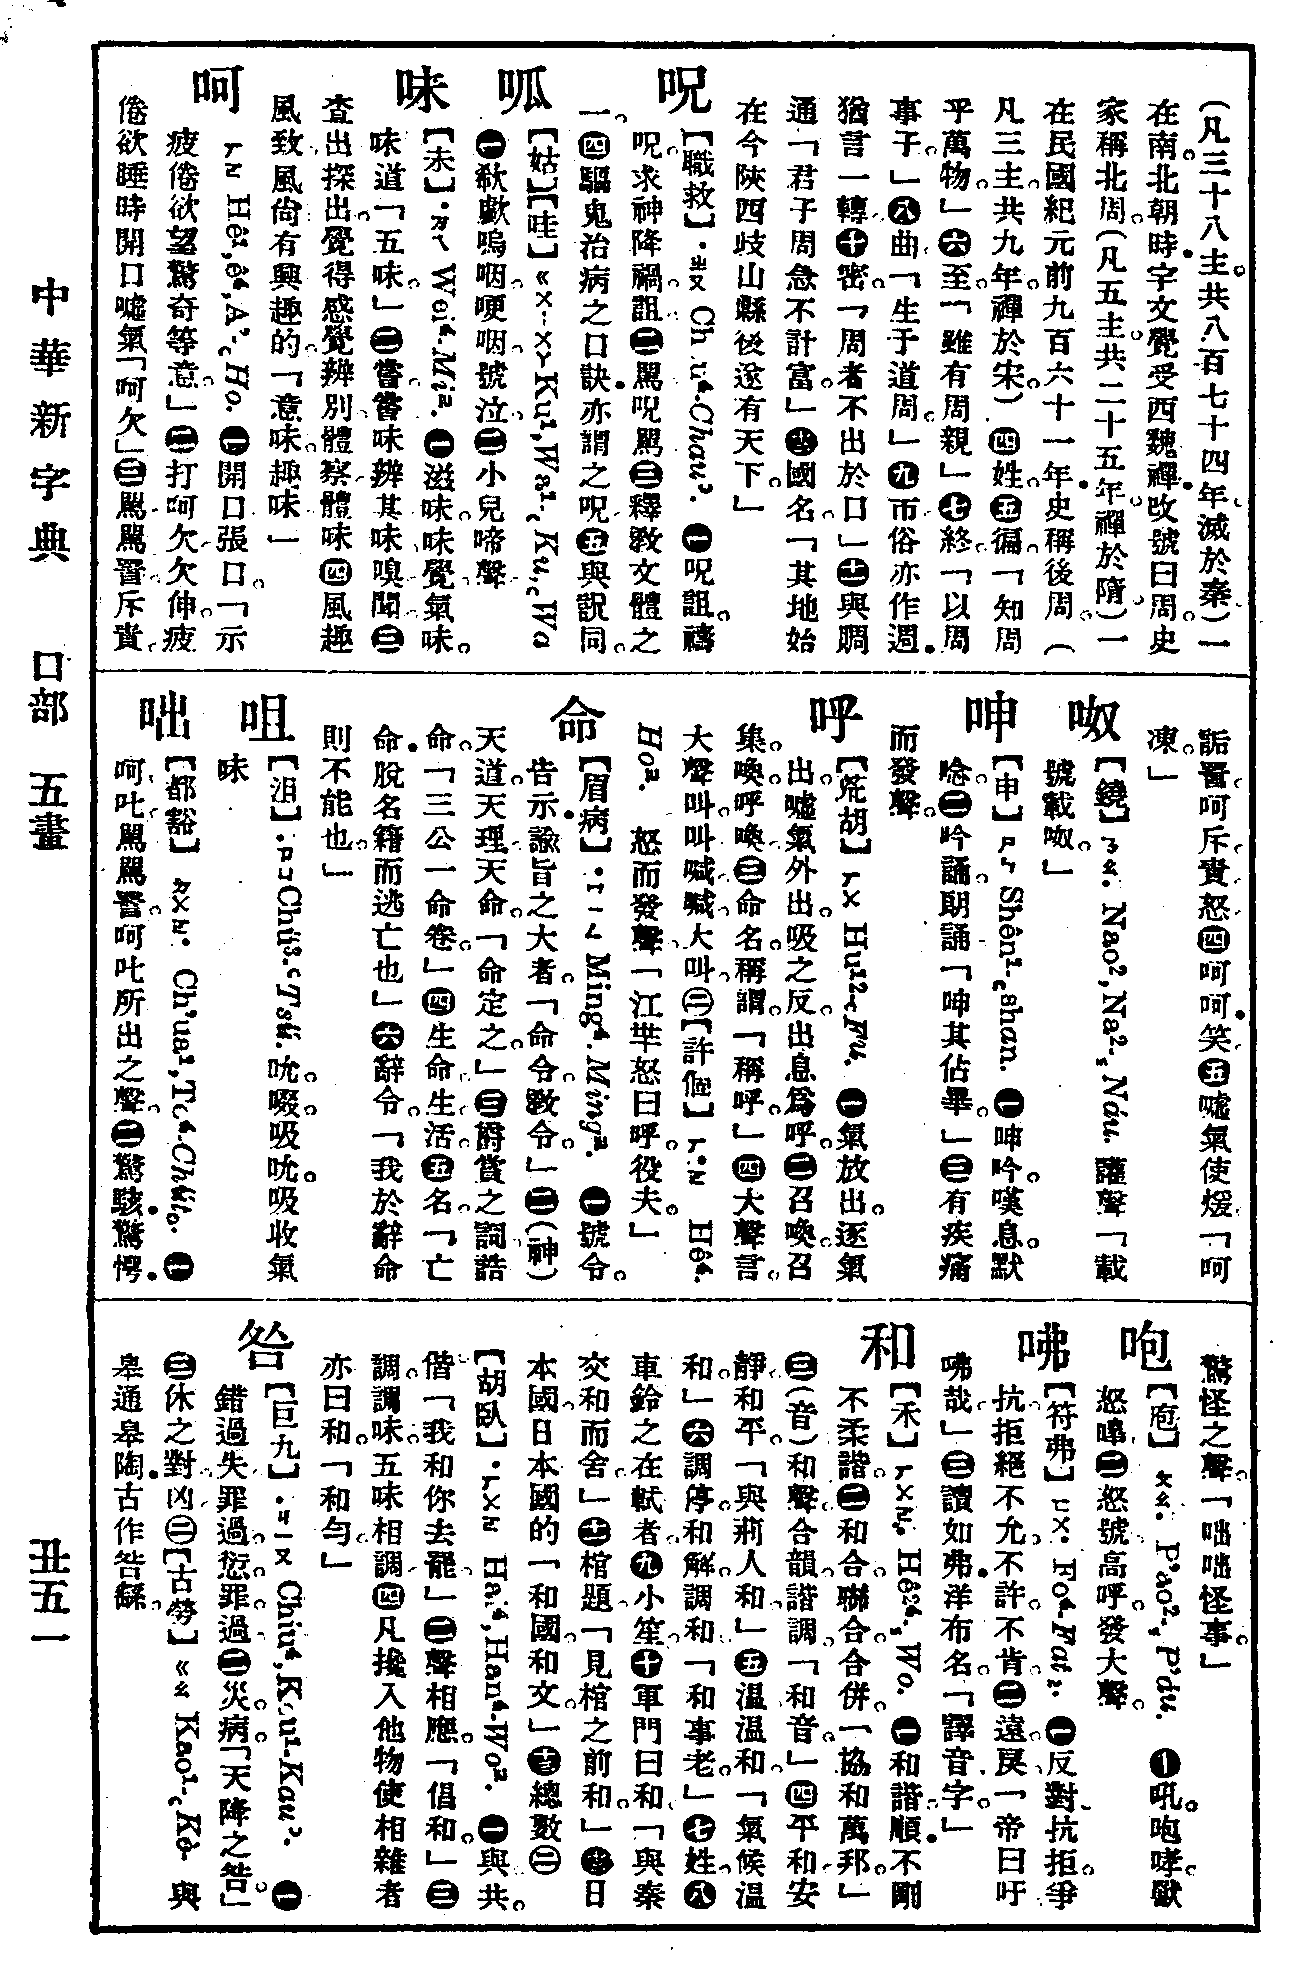 (凡三十八主。共八百七十四年。滅於秦)一
在南北朝時。宇文覺受西魏禪。改號曰周。史
家稱北周。(凡五主。共二十五年。禪於隋)一
在民國紀元前九百六十一年。史稱後周。(
凡三主。共九年。禪於宋)㊃姓。㊄徧。「知周
乎萬物。」㊅至。「雖有周親」㊆終。「以周
事子。」㊇曲。「生于道周。」㊈帀。俗亦作週。
猶言一轉。㊉密。「周者不出於口」(十一)與賙
通。「君子周急不計富。」(十二)國名。「其地始
在今陝西岐山縣。後遂有天下。」
呪
【職救】·ㄓㄡ Chou⁴. Chau³. ㊀呪詛。禱
呪。求神降禍。詛。㊁罵。呪罵。㊂釋教文體之
一。㊃驅鬼治病之口訣。亦謂之呪。㊄與說同。
呱
【姑】【哇】ㄍㄨ·ㄨㄚ Ku¹, Wa¹. Ku, Wa
㊀欷歔。嗚咽。哽咽。號泣。㊁小兒啼聲
味
【未】·ㄨㄟ Wei⁴. Mi². ㊀滋味。味覺。氣味。
味道。「五味。」㊁嘗。嘗味。辨其味。嗅。聞。㊂
查出。探出。覺得。感覺。辨別。體察。體味。㊃風趣
風致。風尚。有興趣的。「意味。趣味」
呵
ㄏㄜ Hê¹, ê⁴, A³. Ho. ㊀開口。張口。「示
疲倦欲望驚奇等意。」㊁打呵欠。欠伸。疲
倦欲睡時開口噓氣「呵欠」㊂罵。罵詈。斥責。
詬詈。呵斥。責怒。㊃呵呵。笑。㊄噓氣使煖。「呵
凍。」
呶
【鐃】ㄋㄠ. Nao², Na². Náu. 讙聲「載
號載呶。」
呻
【申】ㄕㄣ Shên¹. shan. ㊀呻吟。嘆息。默
唸。㊁吟誦。朗誦「呻其佔畢。」㊂有疾痛
而發聲。
呼
【荒胡】ㄏㄨ Hu¹². Fu. ㊀氣放出。逐氣
出。噓氣外出。吸之反。出息爲呼。㊁召喚。召
集。喚。呼喚。㊂命名。稱謂。「稱呼。」㊃大聲言。
大聲叫。叫喊。喊。大叫。㊁【許個】ㄏㄜ Hê⁴.
Ho². 怒而發聲「江羋怒曰呼。役夫。」
命
【眉病】·ㄇㄧㄥ Ming⁴. Ming². ㊀號令。
告示。諭旨之大者。「命令。教令。」㊁(神)
天道。天理。天命。「命定之。」㊂爵賞之詞。誥
命。「三公一命卷。」㊃生命。生活。㊄名。「亡
命。脫名籍而逃亡也」㊅辭令。「我於辭命
則不能也。」
咀
【沮】·ㄗㄩ Chü³. Tsü. 吮。啜。吸。吮吸。收氣
味
咄
【都豁】ㄉㄨㄛ. Ch'ua¹, To⁴. Chüto. ㊀
呵叱。罵。罵詈。呵叱所出之聲。㊁驚駭。驚愕。
驚怪之聲。「咄咄怪事。」
咆
【庖】ㄆㄠ. P'ao², P'áu. ㊀吼。咆哮。獸
怒嘷。㊁怒號。高呼。發大聲。
咈
【符弗】ㄈㄨ. Fo⁴. Fat². ㊀反對。抗拒。爭
抗。拒絕。不允。不許。不肯。㊁遠戾。「帝曰吁
咈哉。」㊂讀如弗。洋布名。「譯音字。」
和
【禾】ㄏㄨㄜ. Hê²⁴. Wo. ㊀和諧。順。不剛
不柔。諧。㊁和合。聯合。合併。「協和萬邦。」
㊂(音)和聲。合韻。諧調。「和音。」㊃平和。安
靜。和平。「與荊人和。」㊄溫。溫和。「氣候溫
和。」㊅調停。和解。調和。「和事老。」㊆姓。㊇
車鈴之在軾者。㊈小笙。㊉軍門曰和。「與秦
交和而舍。」(十一)棺題。「見棺之前和。」(十二)日
本國。日本國的。「和國。和文。」(十三)總數。㊁
【胡臥】·ㄏㄨㄜ Hai⁴, Han⁴. Wo². ㊀與。共。
偕。「我和你去罷」㊁聲相應。「倡和。」㊂
調。調味。五味相調。㊃凡攙入他物使相雜者
亦曰和。「和勻。」
咎
【巨九】·ㄐㄧㄡ Chiu⁴, Kou¹. Kau³. ㊀
錯過。失罪。過愆。罪過。㊁災。病。「天降之咎。」
㊂休之對。凶。㊁【古勞】ㄍㄠ Kao¹. Kò. 與
皋通。皋陶。古作咎繇。
中華新字典　口部　五畫　丑五一